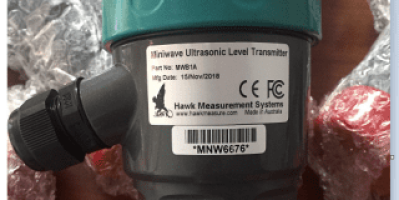 Miniwave Ultrasonic Level Transmitter
Part No: MWB1A
Mfg Date: 15/Nov/2016
CE FC
Hawk Measurement Systems
www.hawkmeasure.com Made in Australia
*MNW6676*